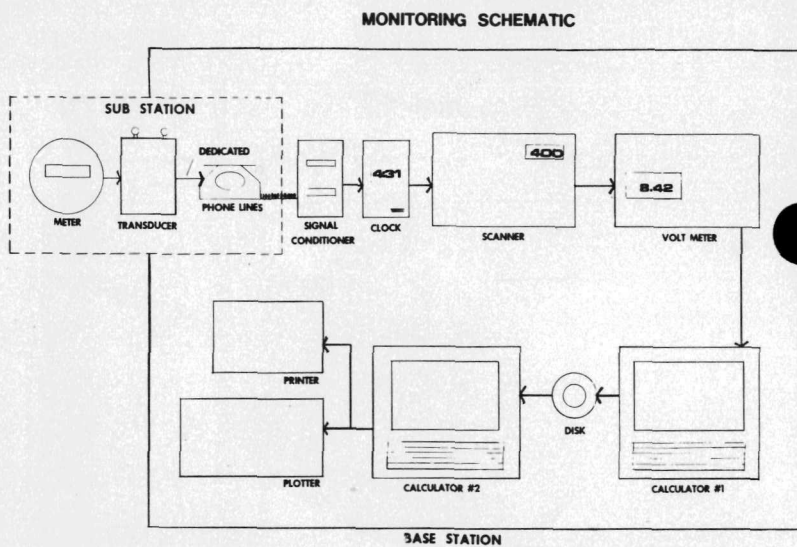 MONITORING SCHEMATIC
SUB STATION
DEDICATED
PHONE LINES
METER
TRANSDUCER
SIGNAL
CONDITIONER
431
CLOCK
400
SCANNER
8.42
VOLT METER
PRINTER
PLOTTER
CALCULATOR #2
DISK
CALCULATOR #1
BASE STATION